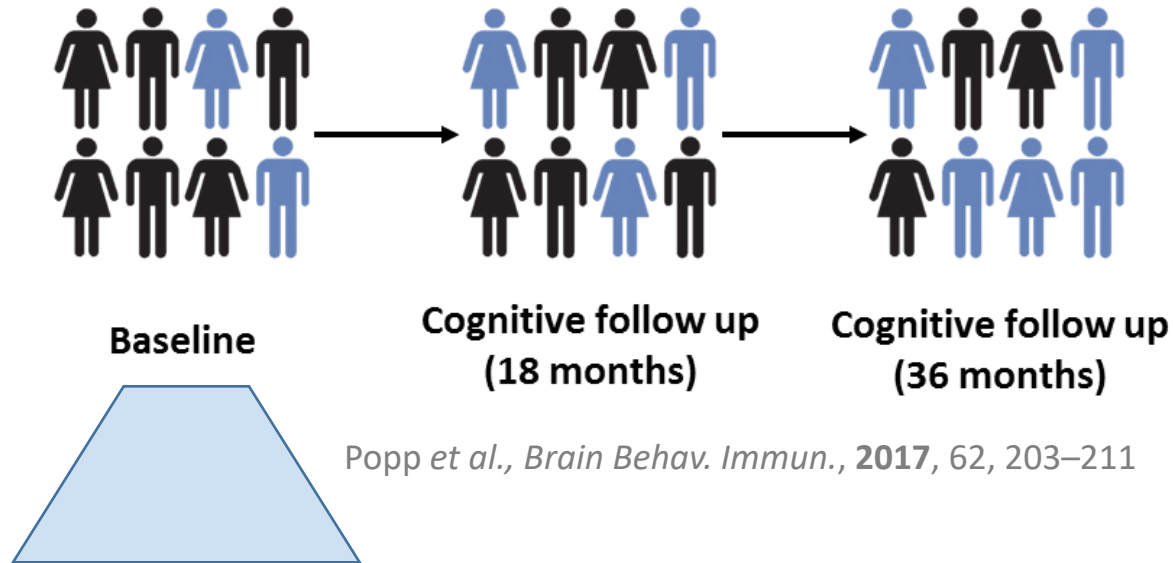 Baseline
Cognitive follow up
(18 months)
Cognitive follow up
(36 months)
Popp et al., Brain Behav. Immun., 2017, 62, 203–211